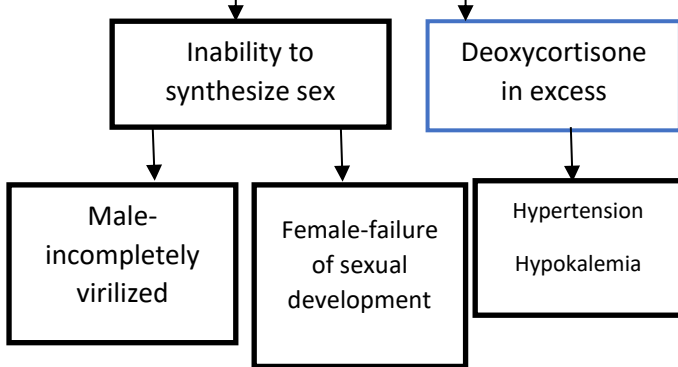 Inability to
synthesize sex
Deoxycortisone
in excess
Male-
incompletely
virilized
Female-failure
of sexual
development
Hypertension
Hypokalemia